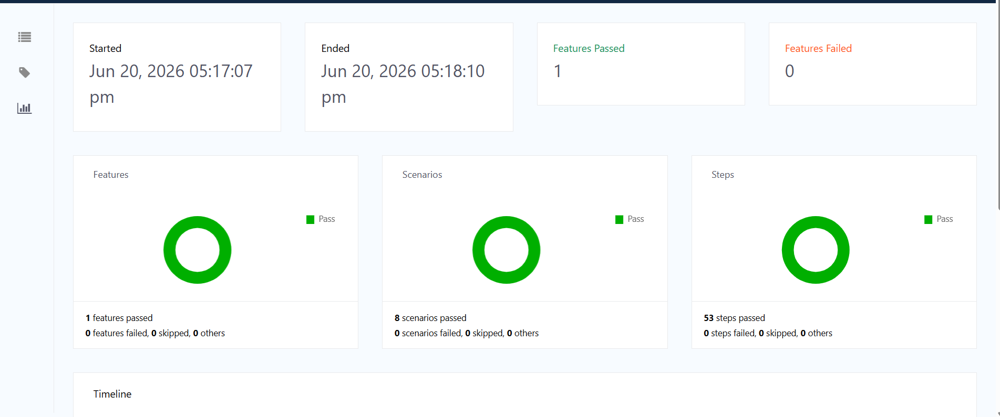 Started
Jun 20, 2026 05:17:07
pm
Ended
Jun 20, 2026 05:18:10
pm
Features Passed
1
Features Failed
0
Features
Pass
1 features passed
0 features failed, 0 skipped, 0 others
Scenarios
Pass
8 scenarios passed
0 scenarios failed, 0 skipped, 0 others
Steps
Pass
53 steps passed
0 steps failed, 0 skipped, 0 others
Timeline